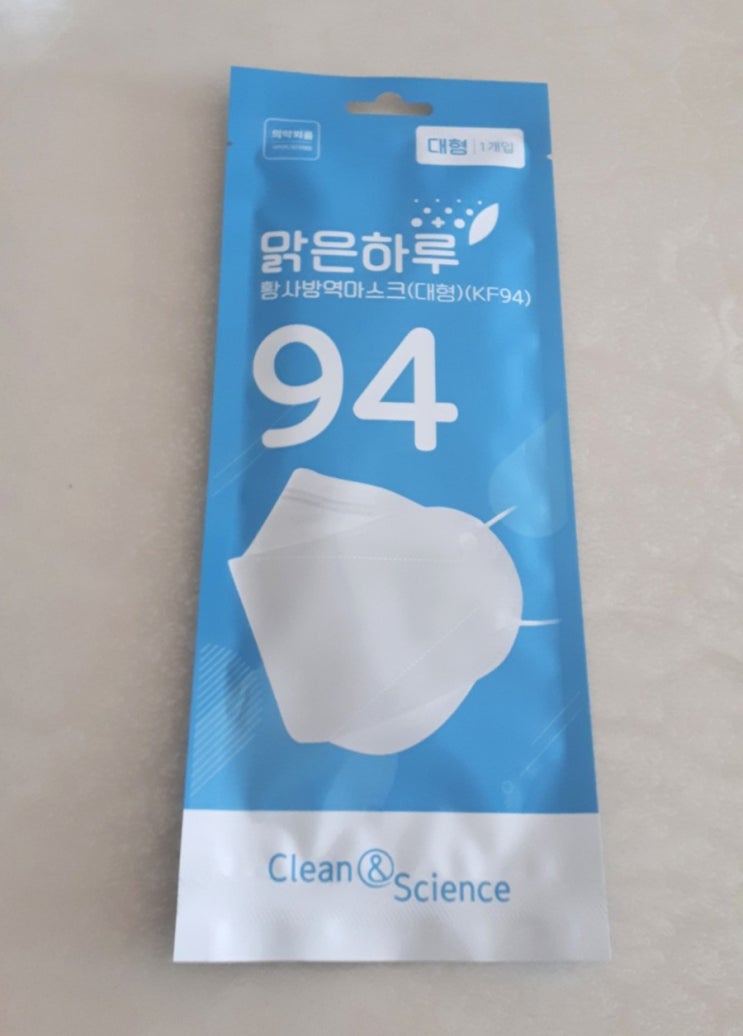 의약외품
대형 1개입
맑은하루
황사방역마스크(대형)(KF94)
94
Clean &
Science